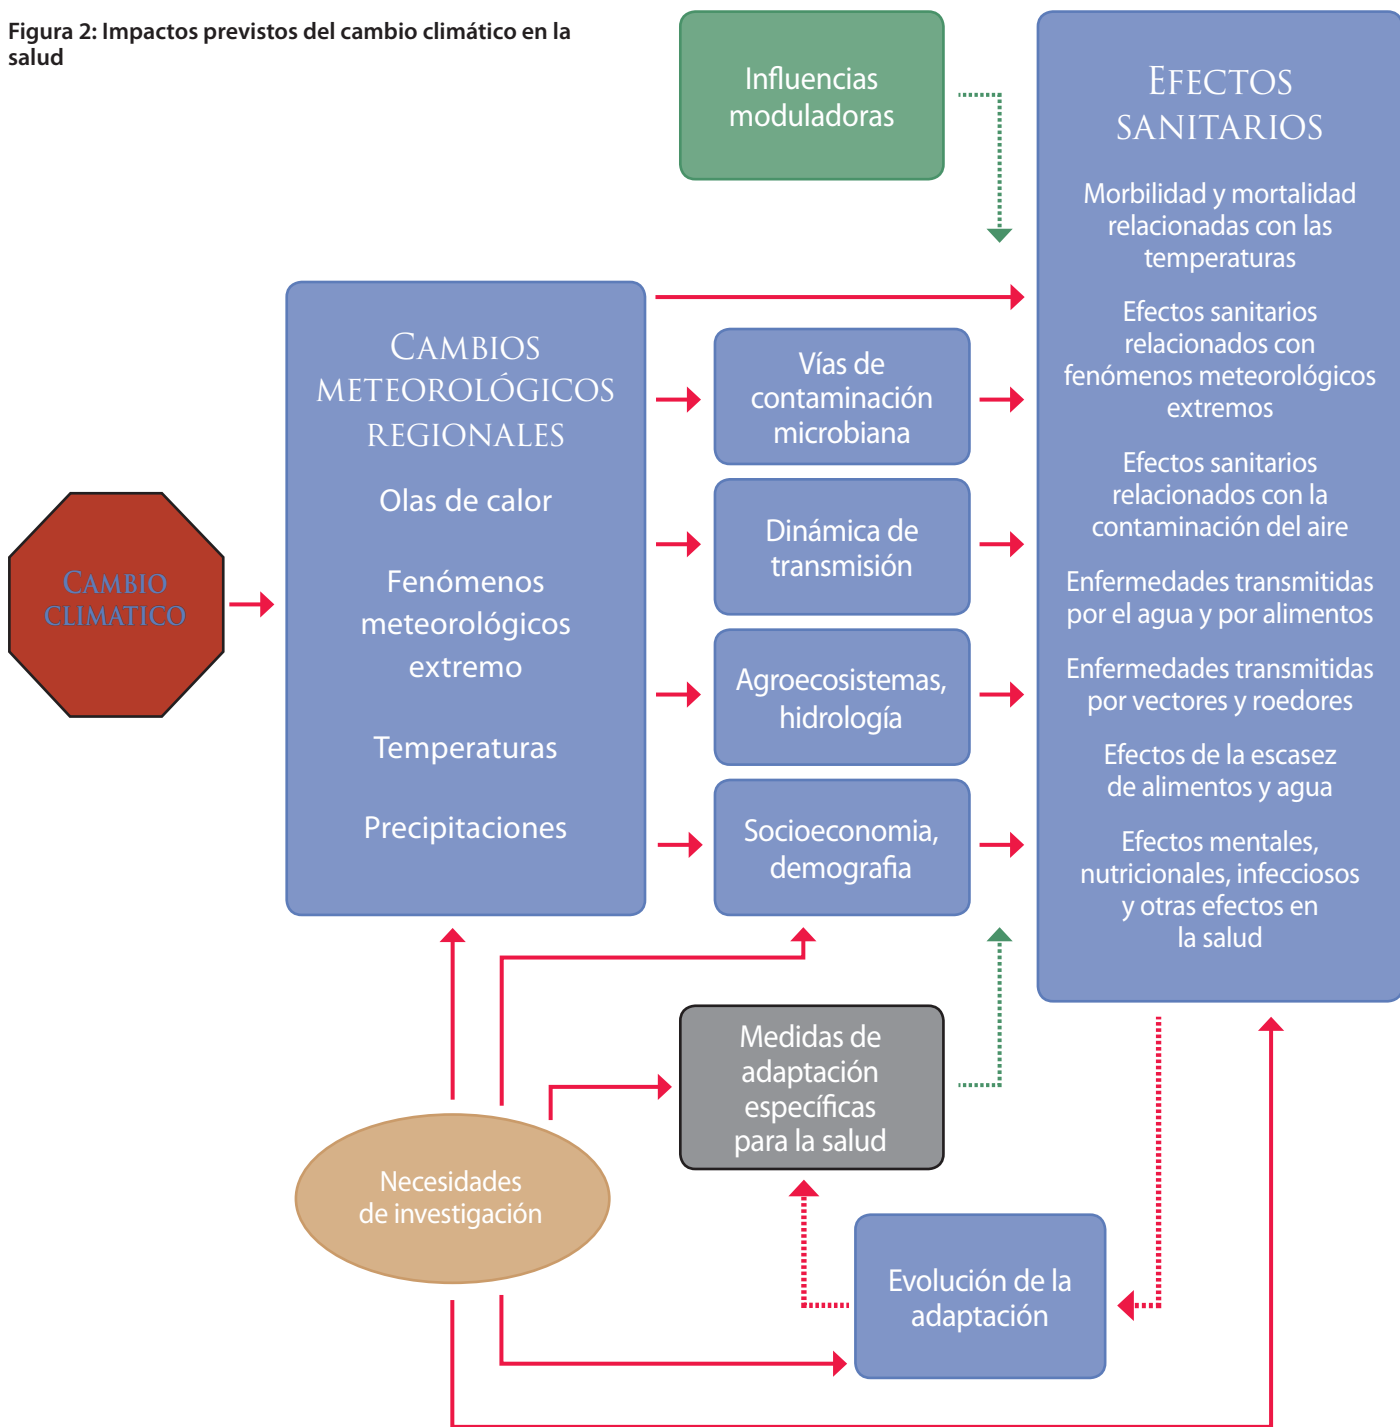 Figura 2: Impactos previstos del cambio climático en la
salud
Influencias
moduladoras
EFECTOS
SANITARIOS
Morbilidad y mortalidad
relacionadas con las
temperaturas
Efectos sanitarios
relacionados con
fenómenos meteorológicos
extremos
Efectos sanitarios
relacionados con la
contaminación del aire
Enfermedades transmitidas
por el agua y por alimentos
Enfermedades transmitidas
por vectores y roedores
Efectos de la escasez
de alimentos y agua
Efectos mentales,
nutricionales, infecciosos
y otras efectos en
la salud
CAMBIOS
METEOROLÓGICOS
REGIONALES
Olas de calor
Fenómenos
meteorológicos
extremo
Temperaturas
Precipitaciones
Vías de
contaminación
microbiana
Dinámica de
transmisión
Agroecosistemas,
hidrología
Socioeconomia,
demografia
CAMBIO
CLIMATICO
Medidas de
adaptación
específicas
para la salud
Necesidades
de investigación
Evolución de la
adaptación